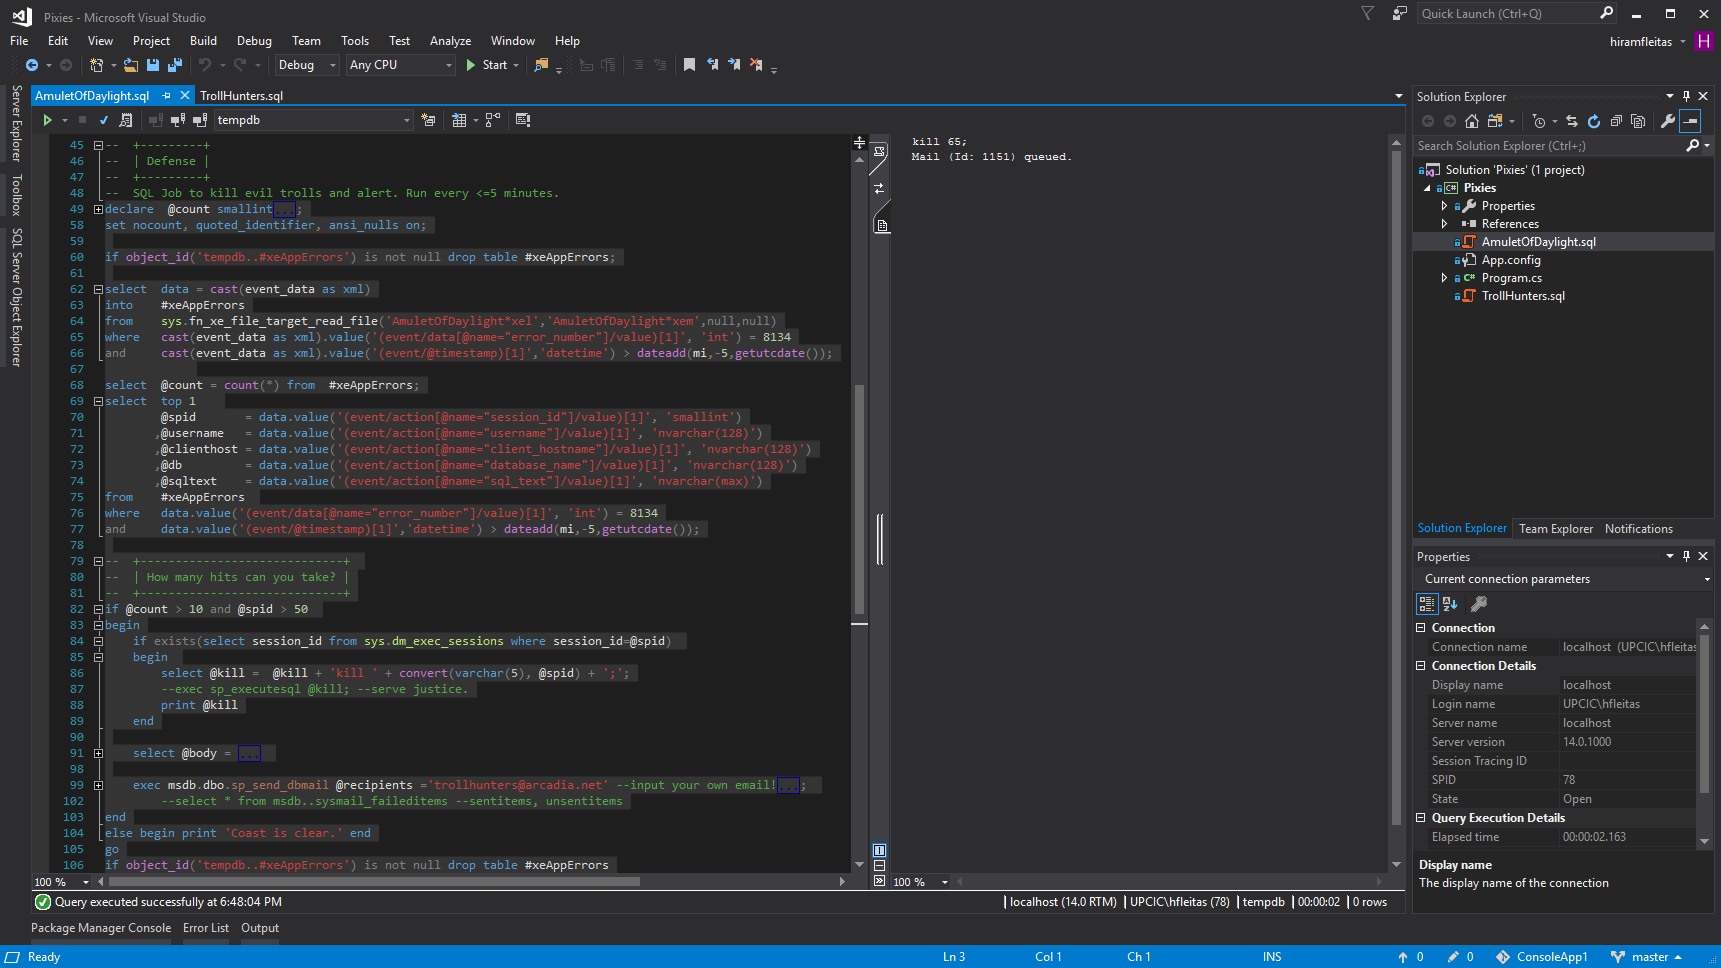 Pixies - Microsoft Visual Studio
Quick Launch (Ctrl+Q)
File Edit View Project Build Debug Team Tools Test Analyze Window Help
hiramfleitas H
Debug Any CPU Start
Server Explorer
Toolbox
SQL Server Object Explorer
AmuletOfDaylight.sql TrollHunters.sql
tempdb
45 -- +---------+
46 -- | Defense |
47 -- +---------+
48 -- SQL Job to kill evil trolls and alert. Run every <=5 minutes.
49 declare @count smallint...;
58 set nocount, quoted_identifier, ansi_nulls on;
59
60 if object_id('tempdb..#xeAppErrors') is not null drop table #xeAppErrors;
61
62 select data = cast(event_data as xml)
63 into #xeAppErrors
64 from sys.fn_xe_file_target_read_file('AmuletOfDaylight*xel','AmuletOfDaylight*xem',null,null)
65 where cast(event_data as xml).value('(event/data[@name="error_number"]/value)[1]', 'int') = 8134
66 and cast(event_data as xml).value('(event/@timestamp)[1]','datetime') > dateadd(mi,-5,getutcdate());
67
68 select @count = count(*) from #xeAppErrors;
69 select top 1
70 @spid = data.value('(event/action[@name="session_id"]/value)[1]', 'smallint')
71 ,@username = data.value('(event/action[@name="username"]/value)[1]', 'nvarchar(128)')
72 ,@clienthost = data.value('(event/action[@name="client_hostname"]/value)[1]', 'nvarchar(128)')
73 ,@db = data.value('(event/action[@name="database_name"]/value)[1]', 'nvarchar(128)')
74 ,@sqltext = data.value('(event/action[@name="sql_text"]/value)[1]', 'nvarchar(max)')
75 from #xeAppErrors
76 where data.value('(event/data[@name="error_number"]/value)[1]', 'int') = 8134
77 and data.value('(event/@timestamp)[1]','datetime') > dateadd(mi,-5,getutcdate());
78
79 -- +-----------------------------+
80 -- | How many hits can you take? |
81 -- +-----------------------------+
82 if @count > 10 and @spid > 50
83 begin
84 if exists(select session_id from sys.dm_exec_sessions where session_id=@spid)
85 begin
86 select @kill = @kill + 'kill ' + convert(varchar(5), @spid) + ';';
87 --exec sp_executesql @kill; --serve justice.
88 print @kill
89 end
90
91 select @body = ...
98
99 exec msdb.dbo.sp_send_dbmail @recipients ='trollhunters@arcadia.net' --input your own email!...;
102 --select * from msdb..sysmail_faileditems --sentitems, unsentitems
103 end
104 else begin print 'Coast is clear.' end
105 go
106 if object_id('tempdb..#xeAppErrors') is not null drop table #xeAppErrors
100 %
kill 65;
Mail (Id: 1151) queued.
100 %
Query executed successfully at 6:48:04 PM
localhost (14.0 RTM) UPCIC\hfleitas (78) tempdb 00:00:02 0 rows
Solution Explorer
Search Solution Explorer (Ctrl+;)
Solution 'Pixies' (1 project)
C# Pixies
Properties
References
AmuletOfDaylight.sql
App.config
C# Program.cs
TrollHunters.sql
Solution Explorer Team Explorer Notifications
Properties
Current connection parameters
Connection
Connection name localhost (UPCIC\hfleitas
Connection Details
Display name localhost
Login name UPCIC\hfleitas
Server name localhost
Server version 14.0.1000
Session Tracing ID
SPID 78
State Open
Query Execution Details
Elapsed time 00:00:02.163
Display name
The display name of the connection
Package Manager Console Error List Output
Ready Ln 3 Col 1 Ch 1 INS 0 0 ConsoleApp1 master